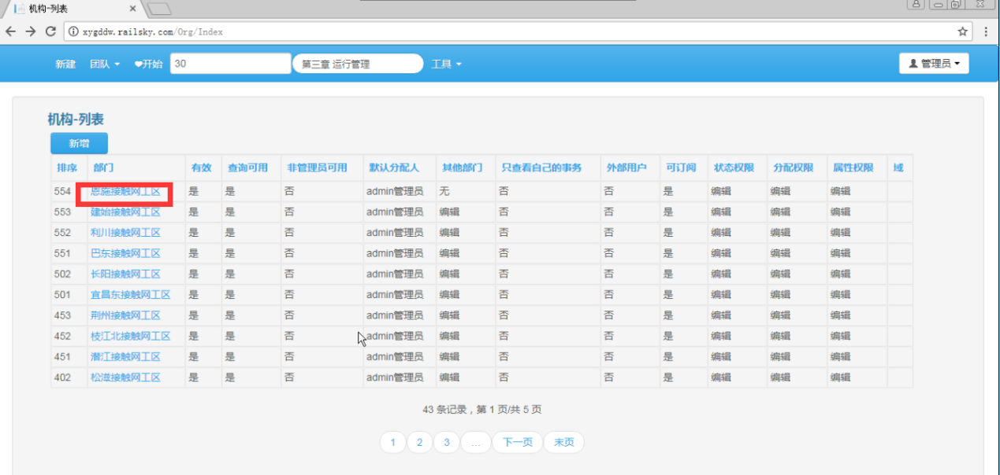 机构-列表
xygddw.railsky.com/Org/Index
新建 团队 ❤开始 30 第三章 运行管理 工具 管理员
机构-列表
新增
排序 部门 有效 查询可用 非管理员可用 默认分配人 其他部门 只查看自己的事务 外部用户 可订阅 状态权限 分配权限 属性权限 域
554 恩施接触网工区 是 是 否 admin管理员 无 否 否 是 编辑 编辑 编辑
553 建始接触网工区 是 是 否 admin管理员 编辑 否 否 是 编辑 编辑 编辑
552 利川接触网工区 是 是 否 admin管理员 编辑 否 否 是 编辑 编辑 编辑
551 巴东接触网工区 是 是 否 admin管理员 编辑 否 否 是 编辑 编辑 编辑
502 长阳接触网工区 是 是 否 admin管理员 编辑 否 否 是 编辑 编辑 编辑
501 宜昌东接触网工区 是 是 否 admin管理员 编辑 否 否 是 编辑 编辑 编辑
453 荆州接触网工区 是 是 否 admin管理员 编辑 否 否 是 编辑 编辑 编辑
452 枝江北接触网工区 是 是 否 admin管理员 编辑 否 否 是 编辑 编辑 编辑
451 潜江接触网工区 是 是 否 admin管理员 编辑 否 否 是 编辑 编辑 编辑
402 松滋接触网工区 是 是 否 admin管理员 编辑 否 否 是 编辑 编辑 编辑
43 条记录，第 1 页/共 5 页
1 2 3 ... 下一页 末页